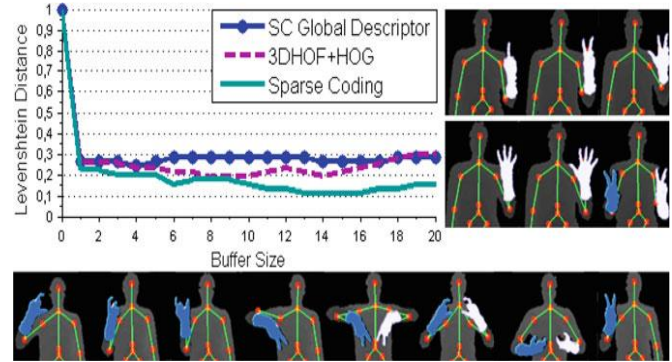 1
0,9
0,8
0,7
0,6
0,5
0,4
0,3
0,2
0,1
0
Levenshtein Distance
SC Global Descriptor
3DHOF+HOG
Sparse Coding
0 2 4 6 8 10 12 14 16 18 20
Buffer Size